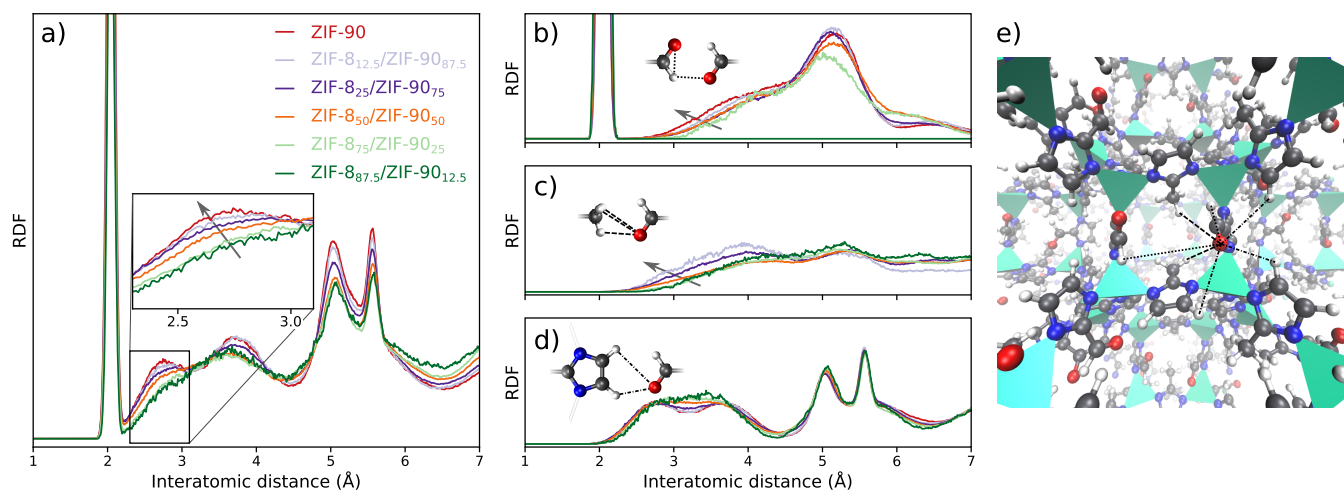 a)
RDF
ZIF-90
ZIF-8₁₂.₅/ZIF-90₈₇.₅
ZIF-8₂₅/ZIF-90₇₅
ZIF-8₅₀/ZIF-90₅₀
ZIF-8₇₅/ZIF-90₂₅
ZIF-8₈₇.₅/ZIF-90₁₂.₅
2.5 3.0
1 2 3 4 5 6 7
Interatomic distance (Å)
b)
RDF
c)
RDF
d)
RDF
1 2 3 4 5 6 7
Interatomic distance (Å)
e)